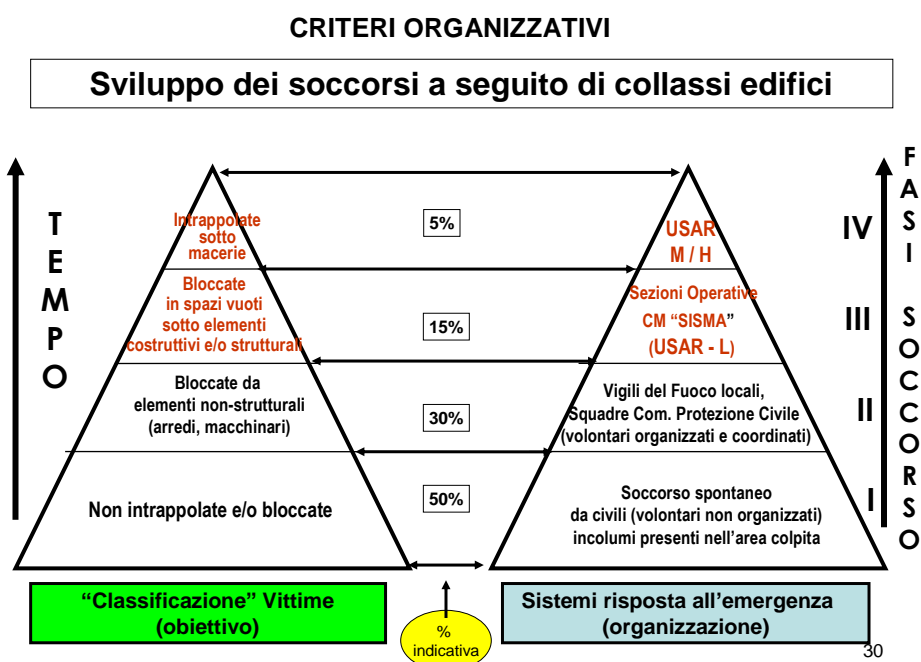 CRITERI ORGANIZZATIVI
Sviluppo dei soccorsi a seguito di collassi edifici
TEMPO
Intrappolate
sotto
macerie
Bloccate
in spazi vuoti
sotto elementi
costruttivi e/o strutturali
Bloccate da
elementi non-strutturali
(arredi, macchinari)
Non intrappolate e/o bloccate
5%
15%
30%
50%
USAR
M / H
Sezioni Operative
CM “SISMA”
(USAR - L)
Vigili del Fuoco locali,
Squadre Com. Protezione Civile
(volontari organizzati e coordinati)
Soccorso spontaneo
da civili (volontari non organizzati)
incolumi presenti nell'area colpita
IV
III
II
I
FASI SOCCORSO
“Classificazione” Vittime
(obiettivo)
%
indicativa
Sistemi risposta all'emergenza
(organizzazione)
30